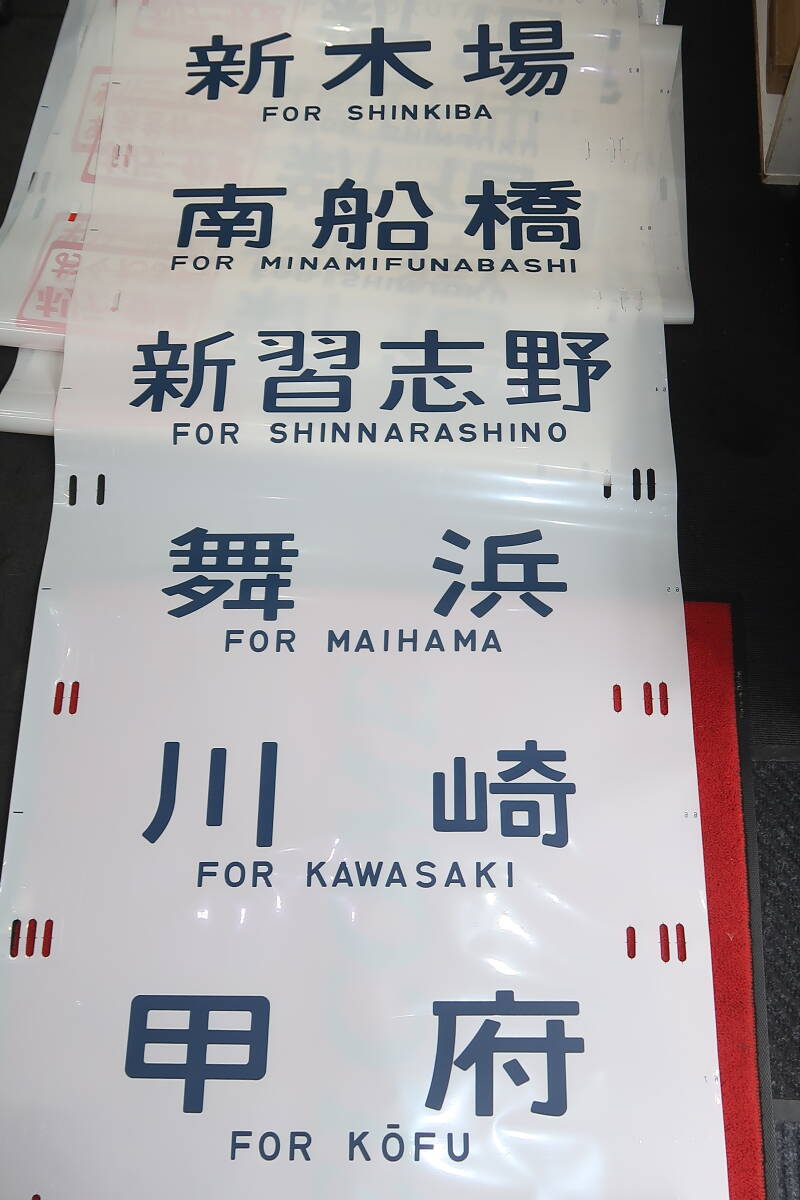 新木場
FOR SHINKIBA
南船橋
FOR MINAMIFUNABASHI
新習志野
FOR SHINNARASHINO
舞浜
FOR MAIHAMA
川崎
FOR KAWASAKI
甲府
FOR KŌFU